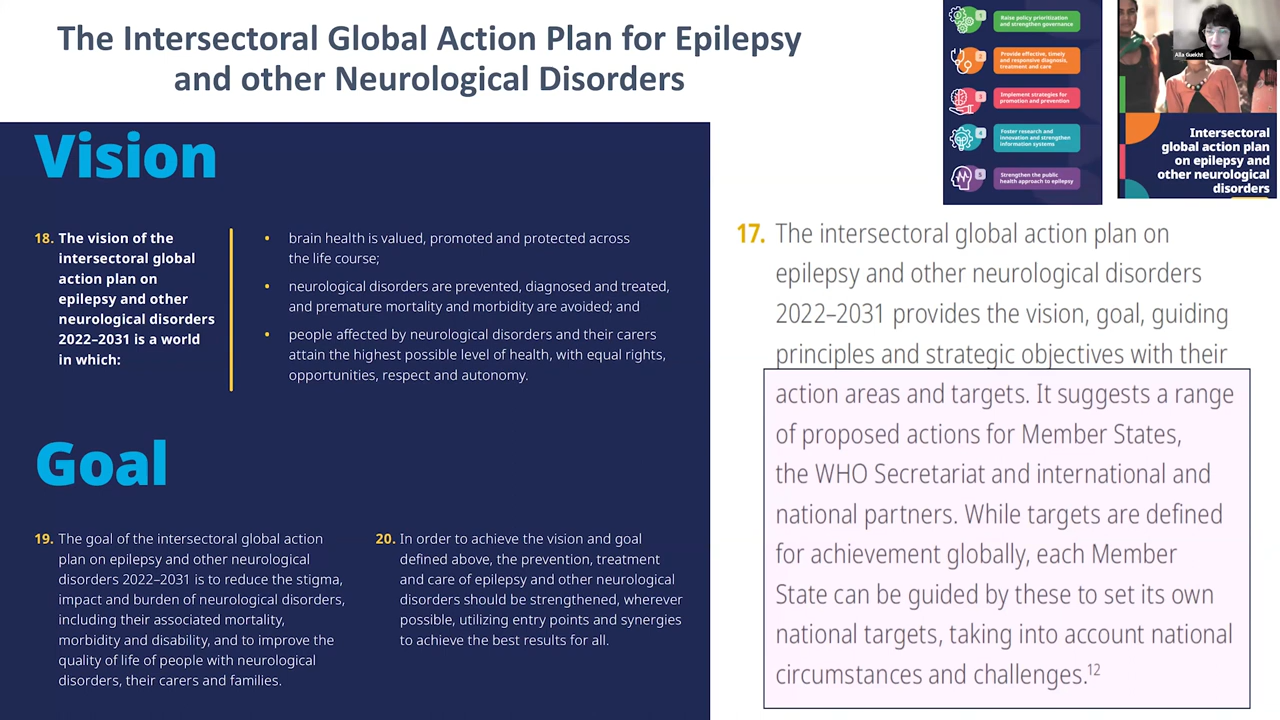 The Intersectoral Global Action Plan for Epilepsy
and other Neurological Disorders
1
Raise policy prioritization
and strengthen governance
2
Provide effective, timely
and responsive diagnosis,
treatment and care
3
Implement strategies for
promotion and prevention
4
Foster research and
innovation and strengthen
information systems
5
Strengthen the public
health approach to epilepsy
Alla Guekht
Intersectoral
global action plan
on epilepsy and
other neurological
disorders
Vision
18. The vision of the
intersectoral global
action plan on
epilepsy and other
neurological disorders
2022–2031 is a world
in which:
• brain health is valued, promoted and protected across
the life course;
• neurological disorders are prevented, diagnosed and treated,
and premature mortality and morbidity are avoided; and
• people affected by neurological disorders and their carers
attain the highest possible level of health, with equal rights,
opportunities, respect and autonomy.
Goal
19. The goal of the intersectoral global action
plan on epilepsy and other neurological
disorders 2022–2031 is to reduce the stigma,
impact and burden of neurological disorders,
including their associated mortality,
morbidity and disability, and to improve the
quality of life of people with neurological
disorders, their carers and families.
20. In order to achieve the vision and goal
defined above, the prevention, treatment
and care of epilepsy and other neurological
disorders should be strengthened, wherever
possible, utilizing entry points and synergies
to achieve the best results for all.
17. The intersectoral global action plan on
epilepsy and other neurological disorders
2022–2031 provides the vision, goal, guiding
principles and strategic objectives with their
action areas and targets. It suggests a range
of proposed actions for Member States,
the WHO Secretariat and international and
national partners. While targets are defined
for achievement globally, each Member
State can be guided by these to set its own
national targets, taking into account national
circumstances and challenges.12